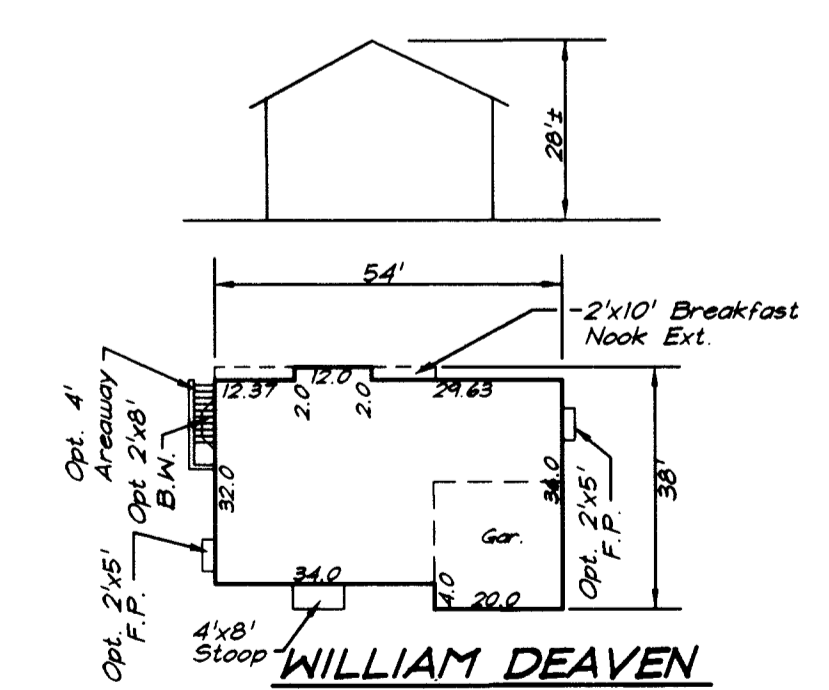 28'±
54'
2'x10' Breakfast
Nook Ext.
12.37
12.0
29.63
2.0
2.0
Opt. 4'
Areaway
Opt 2'x8'
B.W.
32.0
38'
Opt. 2'x5'
F.P.
Gar.
Opt. 2'x5'
F.P.
34.0
4.0
20.0
4'x8'
Stoop
WILLIAM DEAVEN